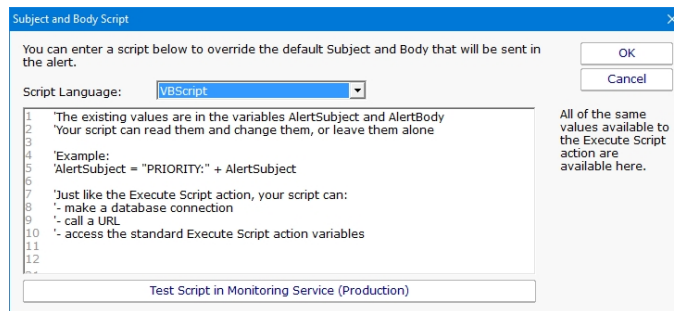 Subject and Body Script
You can enter a script below to override the default Subject and Body that will be sent in
the alert.
OK
Cancel
Script Language:
VBScript
All of the same
values available to
the Execute Script
action are
available here.
1 'The existing values are in the variables AlertSubject and AlertBody
2 'Your script can read them and change them, or leave them alone
3
4 'Example:
5 'AlertSubject = "PRIORITY:" + AlertSubject
6
7 'Just like the Execute Script action, your script can:
8 '- make a database connection
9 '- call a URL
10 '- access the standard Execute Script action variables
11
12
Test Script in Monitoring Service (Production)